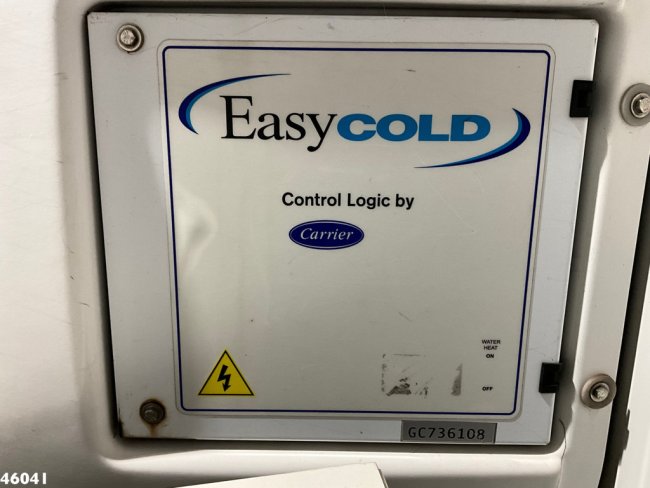 EasyCOLD
Control Logic by
Carrier
WATER
HEAT
ON
OFF
GC736108
46041